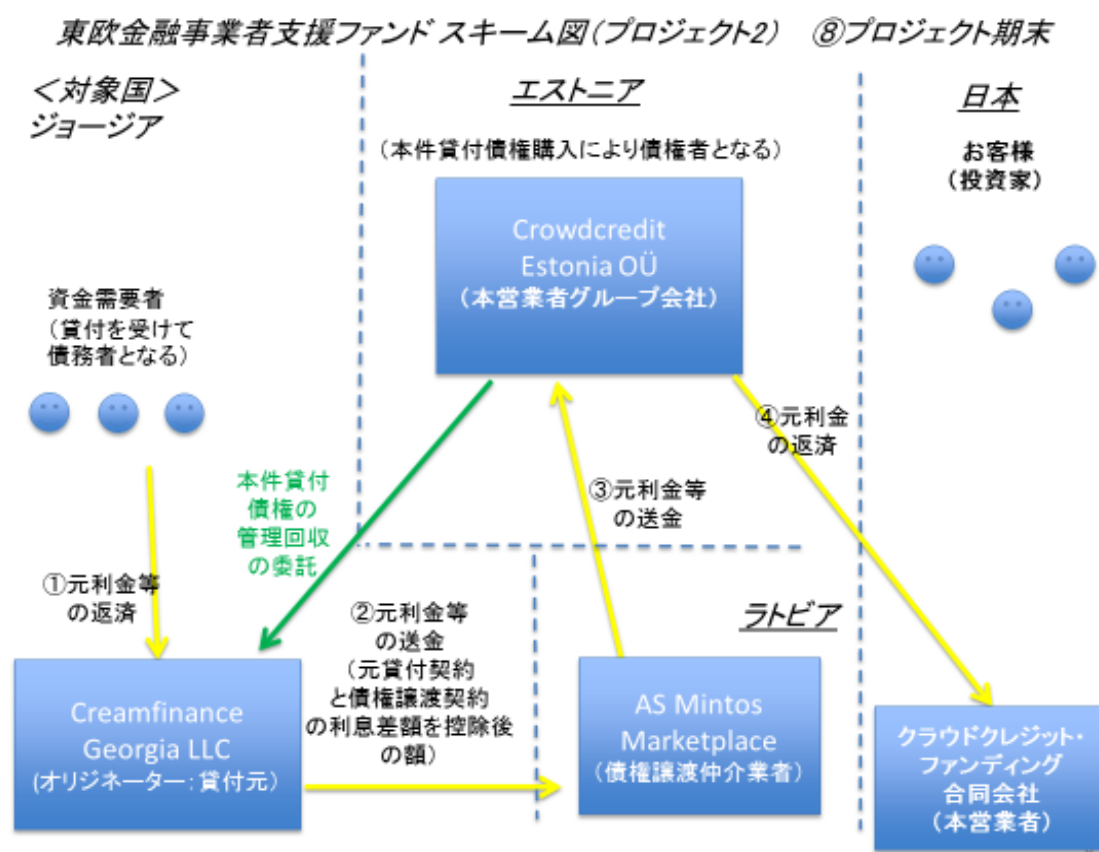 東欧金融事業者支援ファンド スキーム図(プロジェクト2) ⑧プロジェクト期末
<対象国>
ジョージア
エストニア
日本
(本件貸付債権購入により債権者となる)
お客様
(投資家)
Crowdcredit
Estonia OÜ
(本営業者グループ会社)
資金需要者
(貸付を受けて
債務者となる)
④元利金
の返済
本件貸付
債権の
管理回収
の委託
③元利金等
の送金
①元利金等
の返済
②元利金等
の送金
(元貸付契約
と債権譲渡契約
の利息差額を控除後
の額)
ラトビア
Creamfinance
Georgia LLC
(オリジネーター:貸付元)
AS Mintos
Marketplace
(債権譲渡仲介業者)
クラウドクレジット・
ファンディング
合同会社
(本営業者)